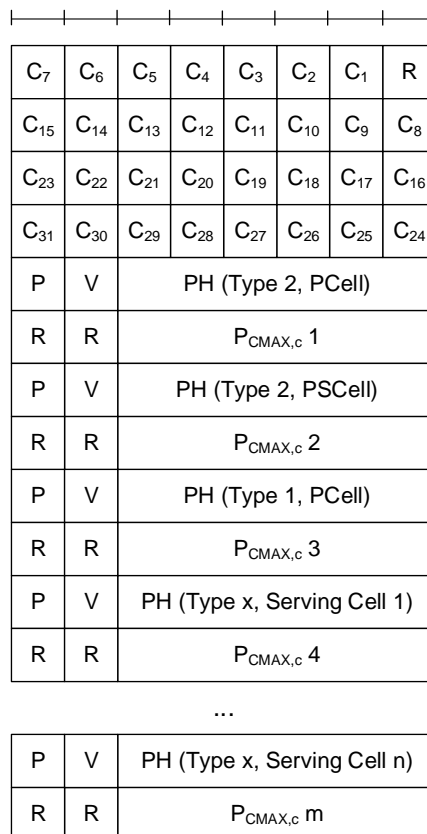 C7 C6 C5 C4 C3 C2 C1 R
C15 C14 C13 C12 C11 C10 C9 C8
C23 C22 C21 C20 C19 C18 C17 C16
C31 C30 C29 C28 C27 C26 C25 C24
P V PH (Type 2, PCell)
R R PCMAX,c 1
P V PH (Type 2, PSCell)
R R PCMAX,c 2
P V PH (Type 1, PCell)
R R PCMAX,c 3
P V PH (Type x, Serving Cell 1)
R R PCMAX,c 4
...
P V PH (Type x, Serving Cell n)
R R PCMAX,c m